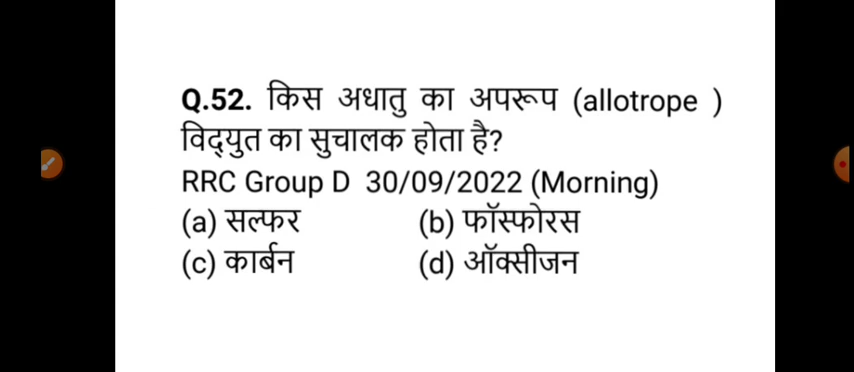 Q.52. किस अधातु का अपरूप (allotrope )
विद्युत का सुचालक होता है?
RRC Group D 30/09/2022 (Morning)
(a) सल्फर (b) फॉस्फोरस
(c) कार्बन (d) ऑक्सीजन